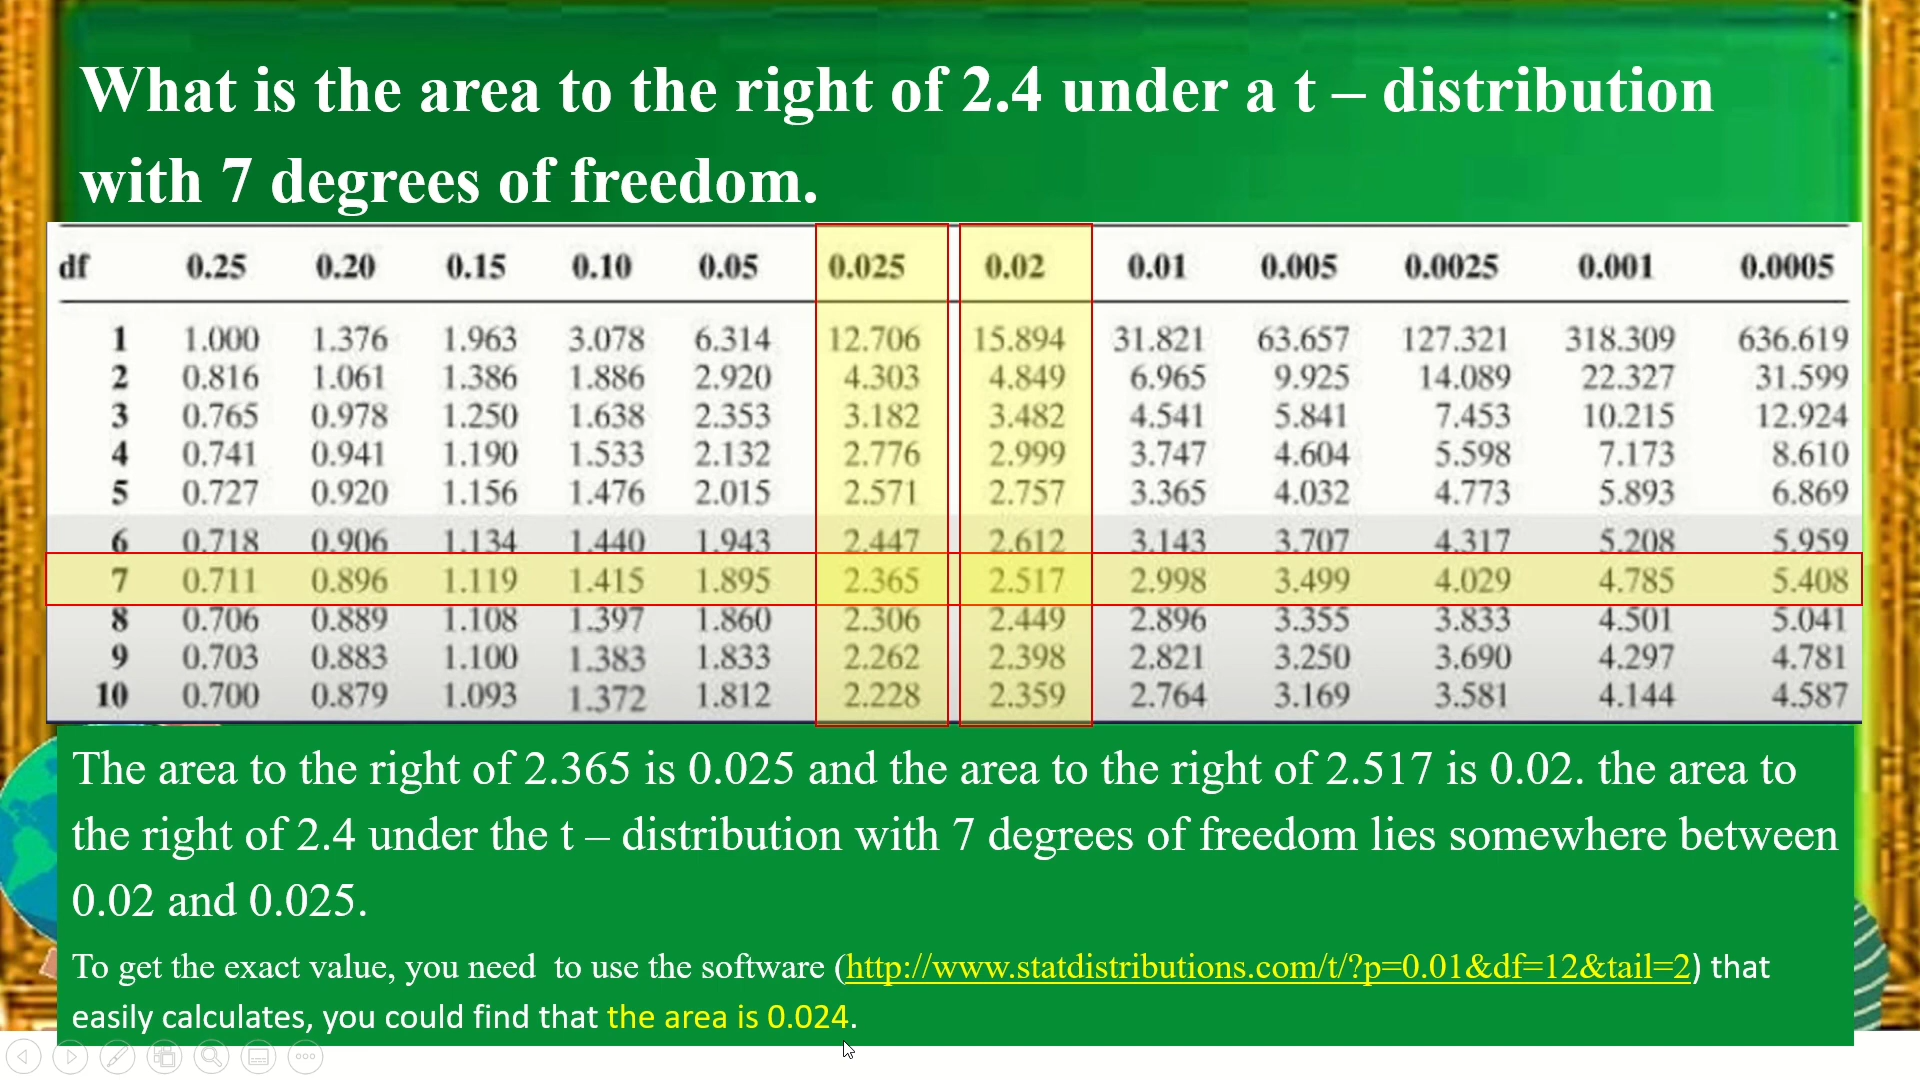 What is the area to the right of 2.4 under a t – distribution
with 7 degrees of freedom.
df 0.25 0.20 0.15 0.10 0.05 0.025 0.02 0.01 0.005 0.0025 0.001 0.0005
1 1.000 1.376 1.963 3.078 6.314 12.706 15.894 31.821 63.657 127.321 318.309 636.619
2 0.816 1.061 1.386 1.886 2.920 4.303 4.849 6.965 9.925 14.089 22.327 31.599
3 0.765 0.978 1.250 1.638 2.353 3.182 3.482 4.541 5.841 7.453 10.215 12.924
4 0.741 0.941 1.190 1.533 2.132 2.776 2.999 3.747 4.604 5.598 7.173 8.610
5 0.727 0.920 1.156 1.476 2.015 2.571 2.757 3.365 4.032 4.773 5.893 6.869
6 0.718 0.906 1.134 1.440 1.943 2.447 2.612 3.143 3.707 4.317 5.208 5.959
7 0.711 0.896 1.119 1.415 1.895 2.365 2.517 2.998 3.499 4.029 4.785 5.408
8 0.706 0.889 1.108 1.397 1.860 2.306 2.449 2.896 3.355 3.833 4.501 5.041
9 0.703 0.883 1.100 1.383 1.833 2.262 2.398 2.821 3.250 3.690 4.297 4.781
10 0.700 0.879 1.093 1.372 1.812 2.228 2.359 2.764 3.169 3.581 4.144 4.587
The area to the right of 2.365 is 0.025 and the area to the right of 2.517 is 0.02. the area to
the right of 2.4 under the t – distribution with 7 degrees of freedom lies somewhere between
0.02 and 0.025.
To get the exact value, you need to use the software (http://www.statdistributions.com/t/?p=0.01&df=12&tail=2) that
easily calculates, you could find that the area is 0.024.